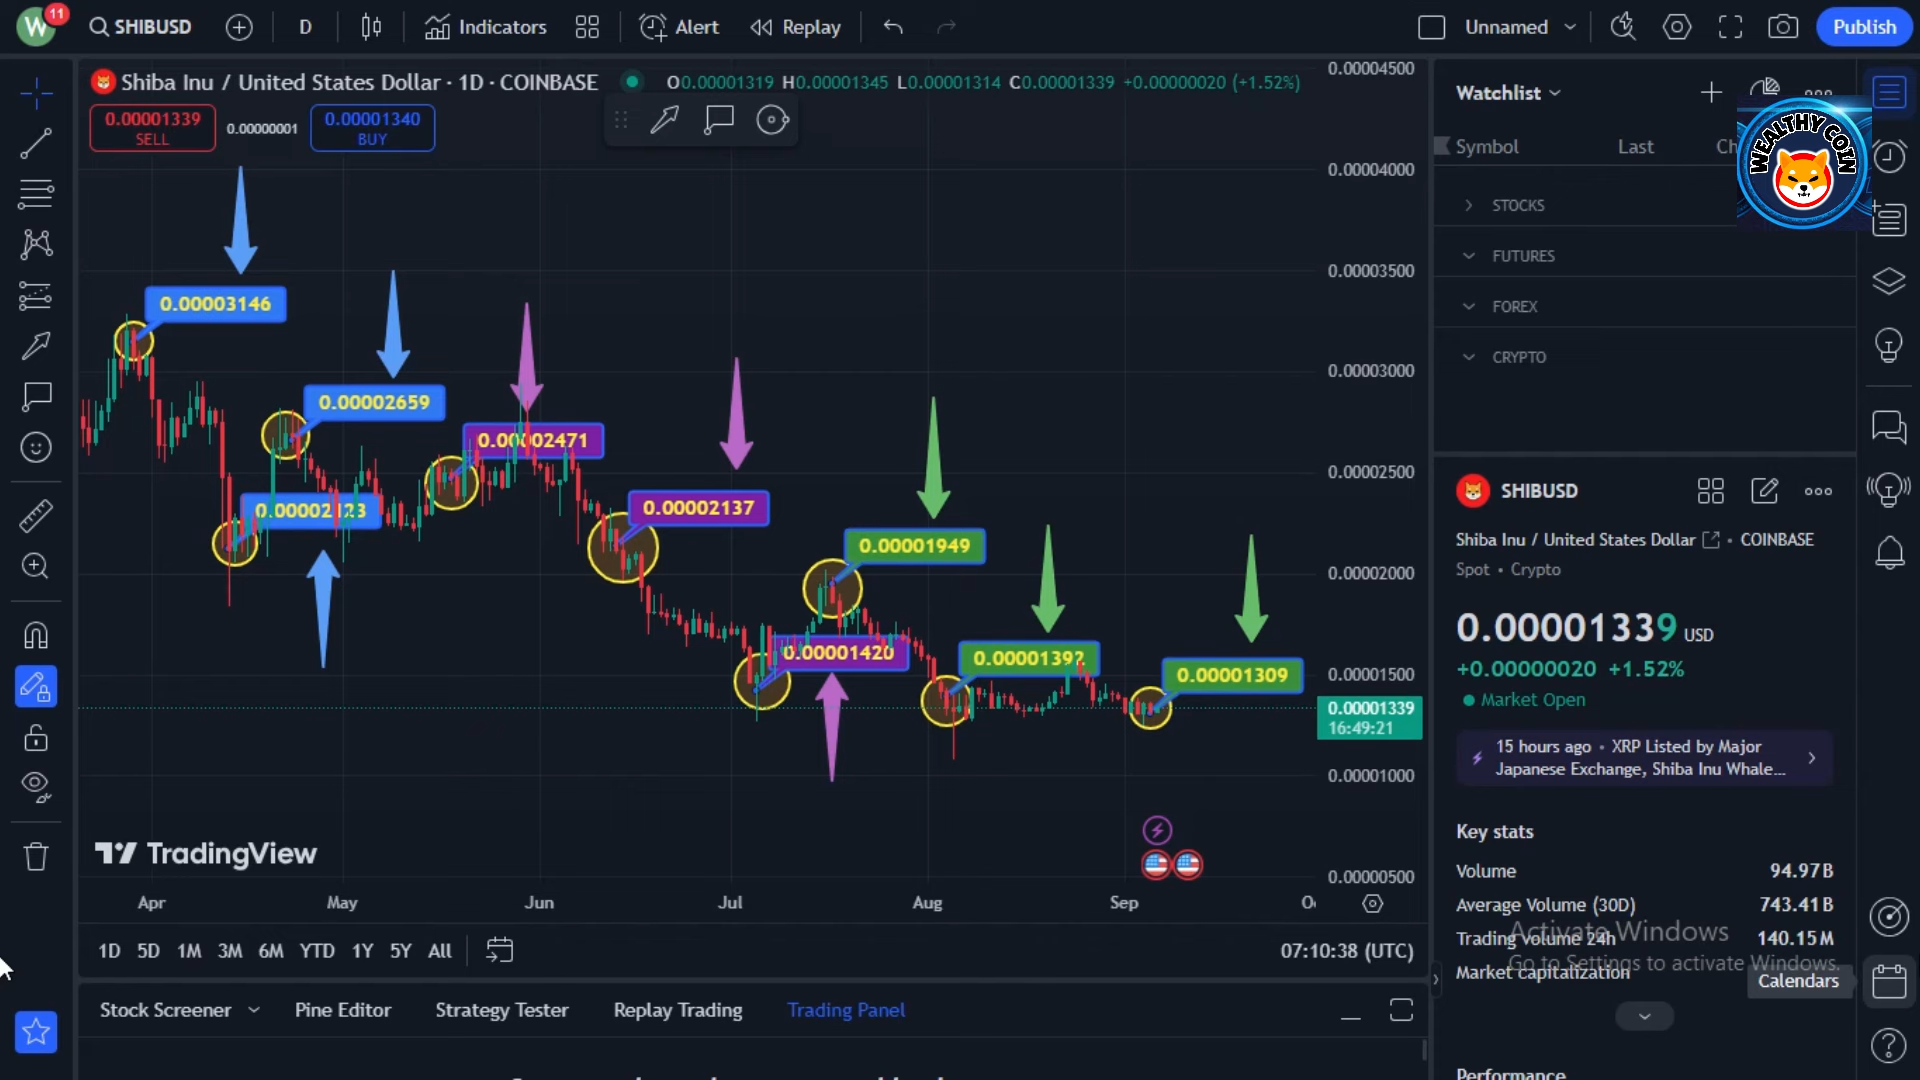 W 11 SHIBUSD D Indicators Alert Replay Unnamed Publish
Shiba Inu / United States Dollar · 1D · COINBASE O0.00001319 H0.00001345 L0.00001314 C0.00001339 +0.00000020 (+1.52%)
0.00001339
SELL
0.00000001
0.00001340
BUY
0.00003146
0.00002659
0.00002123
0.00002471
0.00002137
0.00001420
0.00001949
0.00001392
0.00001309
0.00004500
0.00004000
0.00003500
0.00003000
0.00002500
0.00002000
0.00001500
0.00001339
16:49:21
0.00001000
0.00000500
TradingView
Apr May Jun Jul Aug Sep
1D 5D 1M 3M 6M YTD 1Y 5Y All 07:10:38 (UTC)
Stock Screener Pine Editor Strategy Tester Replay Trading Trading Panel
Watchlist
Symbol Last Ch
WEALTHY COIN
STOCKS
FUTURES
FOREX
CRYPTO
SHIBUSD
Shiba Inu / United States Dollar • COINBASE
Spot • Crypto
0.00001339 USD
+0.00000020 +1.52%
Market Open
15 hours ago • XRP Listed by Major
Japanese Exchange, Shiba Inu Whale...
Key stats
Volume 94.97B
Average Volume (30D) 743.41B
Trading Volume 24h 140.15M
Market capitalization
Activate Windows
Go to Settings to activate Windows.
Calendars
Performance